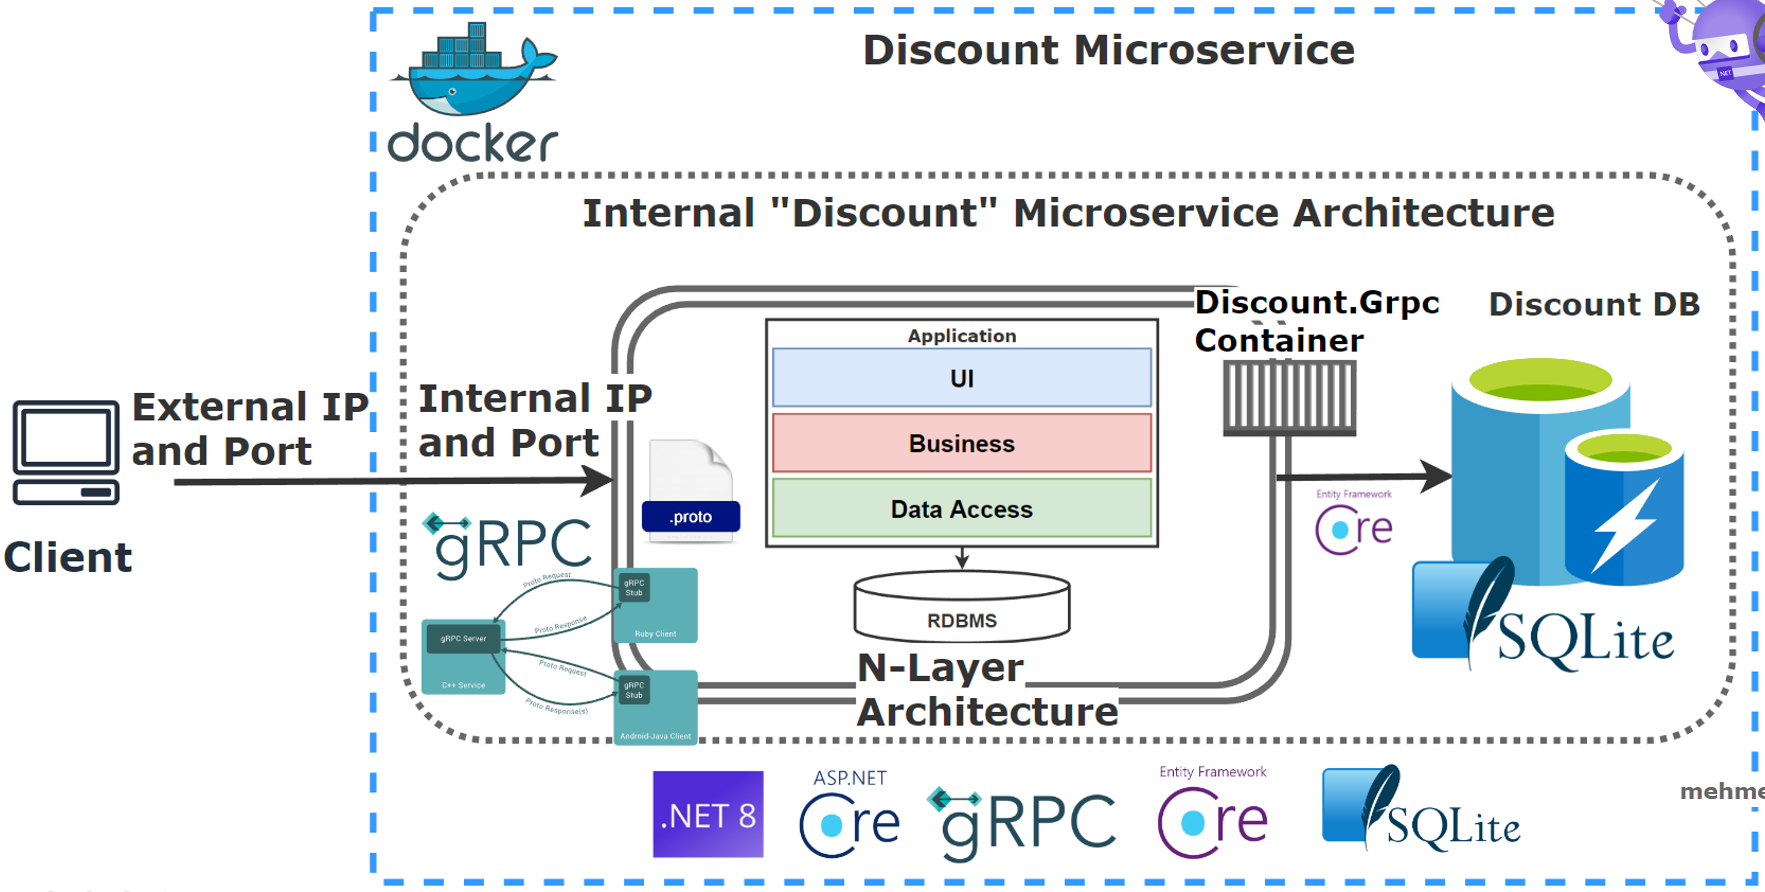 Discount Microservice
.NET
docker
Internal "Discount" Microservice Architecture
Discount.Grpc
Container
Discount DB
Application
UI
Business
Data Access
RDBMS
N-Layer
Architecture
External IP
and Port
Internal IP
and Port
Client
.proto
gRPC
Proto Request
Proto Response
Proto Request
Proto Response(s)
gRPC Server
C++ Service
gRPC
Stub
Ruby Client
gRPC
Stub
Android-Java Client
Entity Framework
Core
SQLite
.NET 8
ASP.NET
Core
gRPC
Entity Framework
Core
SQLite
mehme